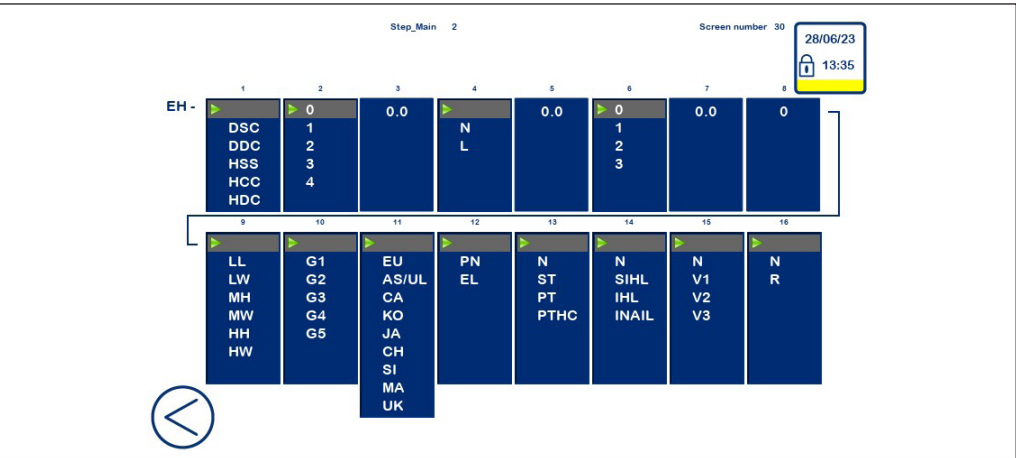 Step_Main 2 Screen number 30
28/06/23
13:35
1 2 3 4 5 6 7 8
EH - 0 0.0 0.0 0 0.0 0
DSC 1 N 1
DDC 2 L 2
HSS 3 3
HCC 4
HDC
9 10 11 12 13 14 15 16
LL G1 EU PN N N N N
LW G2 AS/UL EL ST SIHL V1 R
MH G3 CA PT IHL V2
MW G4 KO PTHC INAIL V3
HH G5 JA
HW CH
SI
MA
UK